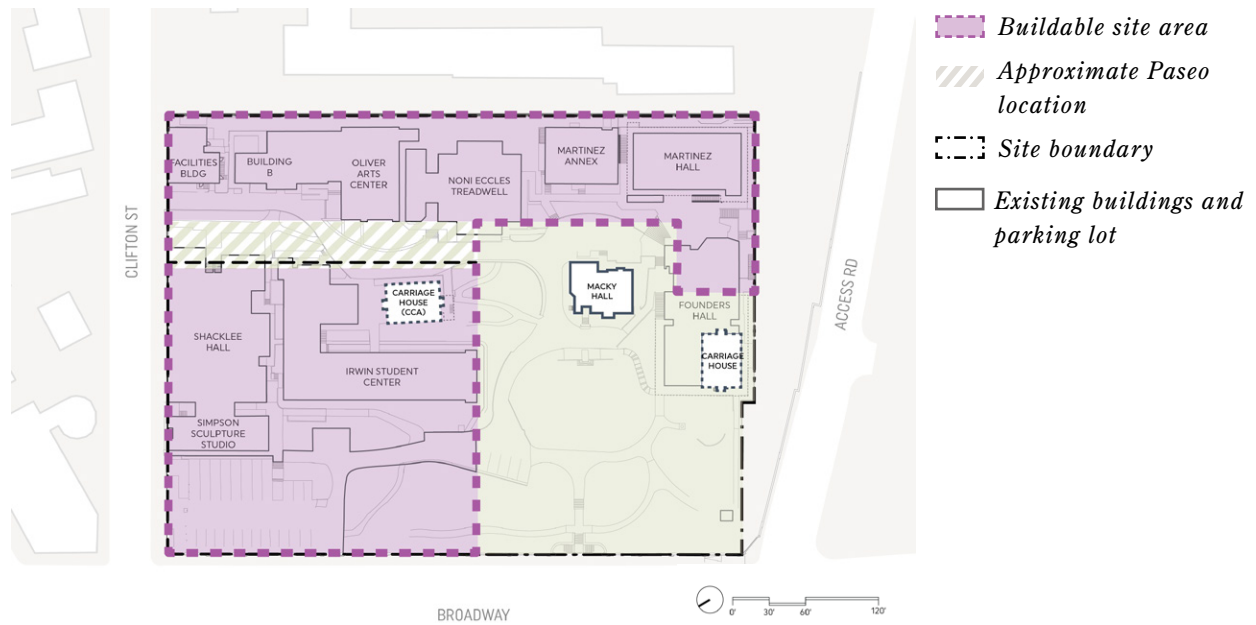 Buildable site area
Approximate Paseo
location
Site boundary
Existing buildings and
parking lot
FACILITIES
BLDG
BUILDING
B
OLIVER
ARTS
CENTER
NONI ECCLES
TREADWELL
MARTINEZ
ANNEX
MARTINEZ
HALL
CLIFTON ST
CARRIAGE
HOUSE
(CCA)
MACKY
HALL
FOUNDERS
HALL
ACCESS RD
SHACKLEE
HALL
IRWIN STUDENT
CENTER
CARRIAGE
HOUSE
SIMPSON
SCULPTURE
STUDIO
BROADWAY
0' 30' 60' 120'